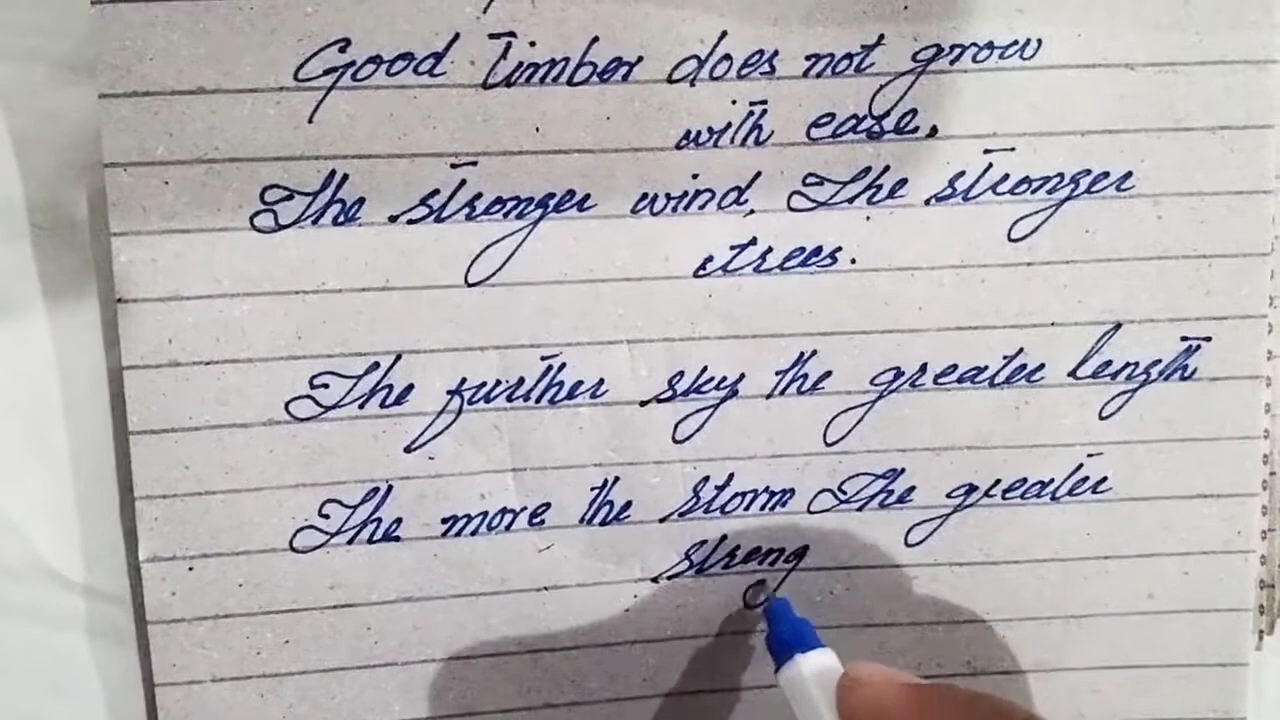 Good Timber does not grow
with ease.
The stronger wind, The stronger
trees.
The further sky the greater length
The more the storm The greater
streng